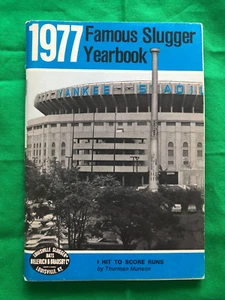 1977 Famous Slugger
Yearbook
YANKEE STADIU
LOUISVILLE SLUGGER
BATS
HILLERICH & BRADSBY CO
LOUISVILLE, KY.
I HIT TO SCORE RUNS
by Thurman Munson